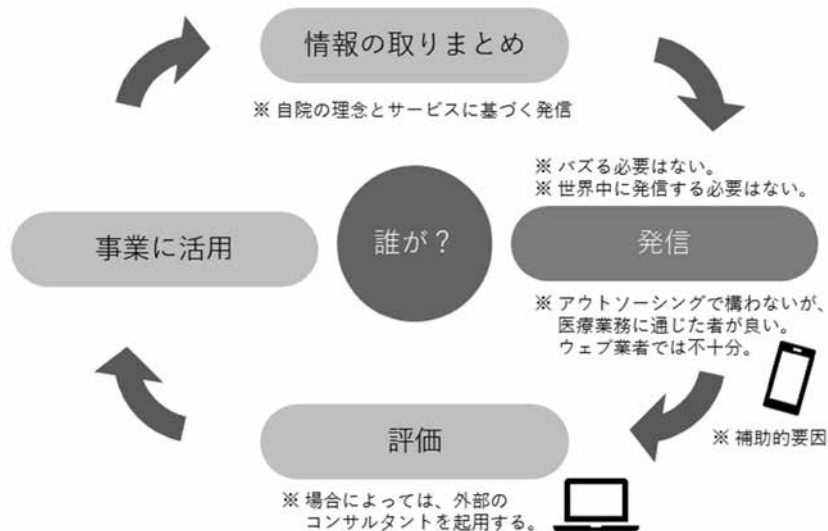 情報の取りまとめ
※ 自院の理念とサービスに基づく発信
※ バズる必要はない。
※ 世界中に発信する必要はない。
事業に活用
誰が？
発信
※ アウトソーシングで構わないが、
医療業務に通じた者が良い。
ウェブ業者では不十分。
※ 補助的要因
評価
※ 場合によっては、外部の
コンサルタントを起用する。